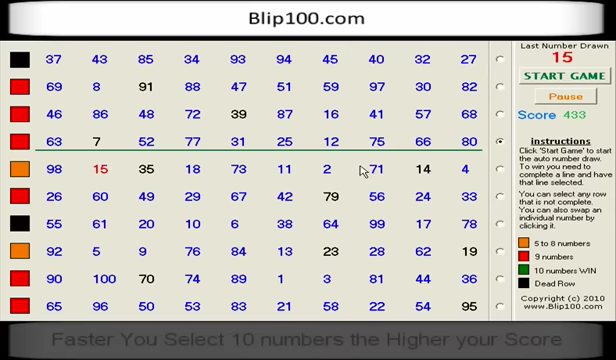 Blip100.com
Last Number Drawn
15
START GAME
Pause
Score 433
37 43 85 34 93 94 45 40 32 27
69 8 91 88 47 51 59 97 30 82
46 86 48 72 39 87 16 41 57 68
63 7 52 77 31 25 12 75 66 80
98 15 35 18 73 11 2 71 14 4
26 60 49 29 67 42 79 56 24 33
55 61 20 10 6 38 64 99 17 78
92 5 9 76 84 13 23 28 62 19
90 100 70 74 89 1 3 81 44 36
65 96 50 53 83 21 58 22 54 95
instructions
Click 'Start Game' to start
the auto number draw.
To win you need to
complete a line and have
that line selected.
You can select any row
that is not complete.
You can also swap an
individual number by
clicking it.
5 to 8 numbers
9 numbers
10 numbers WIN
Dead Row
Copyright (c) 2010
www.Blip100.com
Faster You Select 10 numbers the Higher your Score